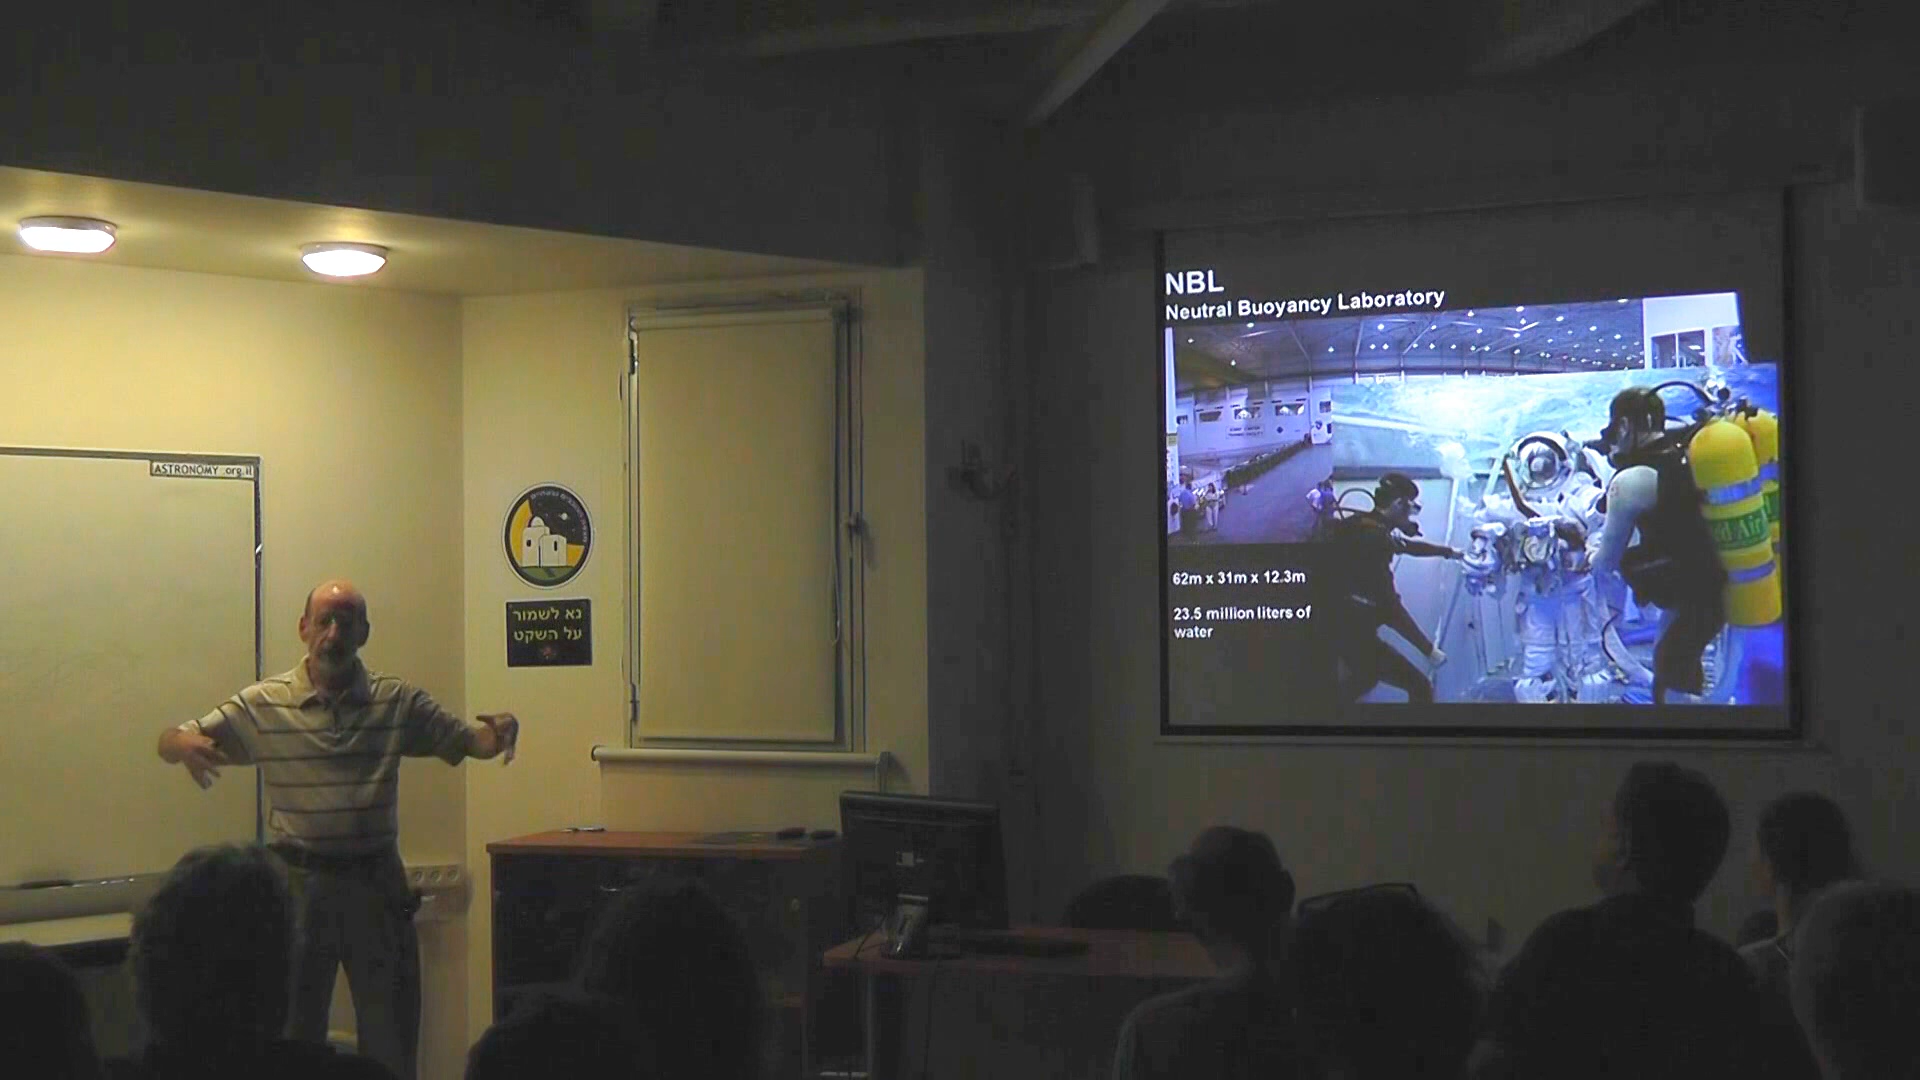 ASTRONOMY.org.il
נא לשמור
על השקט
NBL
Neutral Buoyancy Laboratory
62m x 31m x 12.3m
23.5 million liters of
water